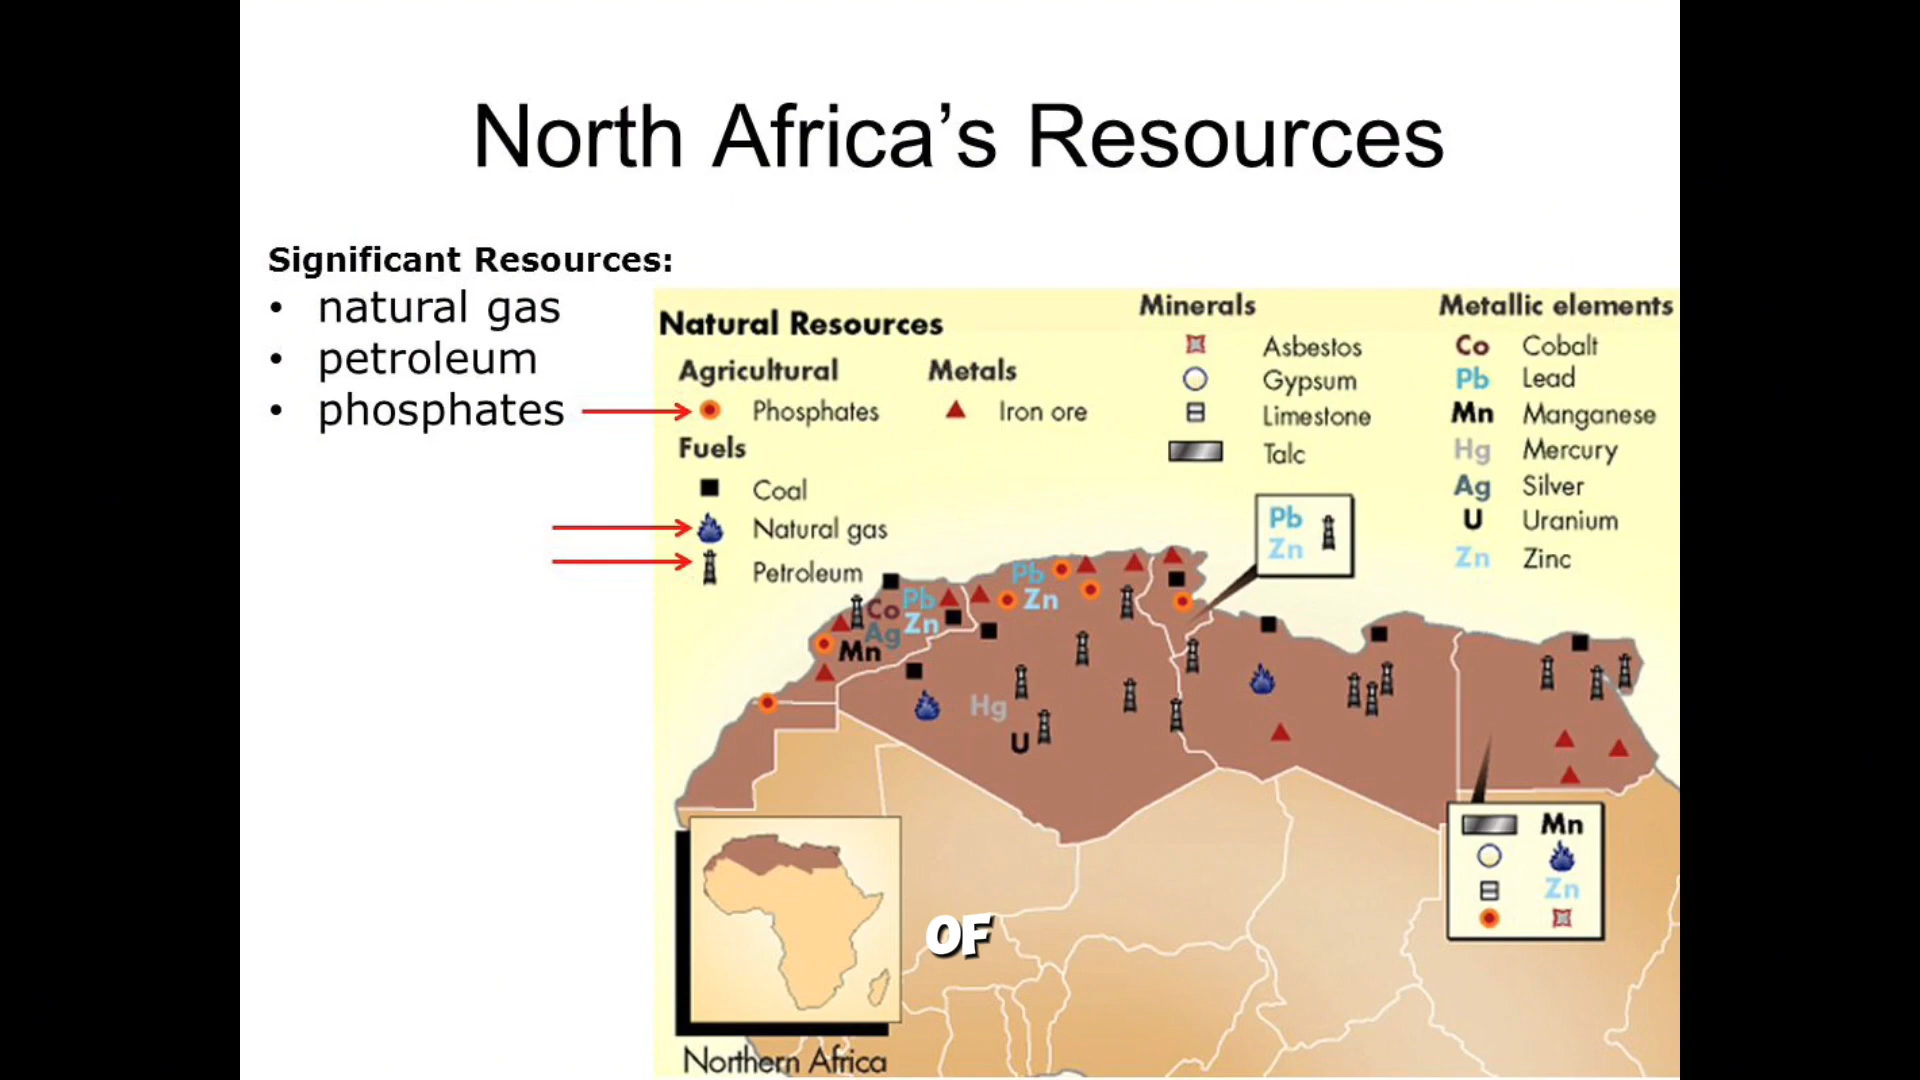 North Africa's Resources
Significant Resources:
• natural gas
• petroleum
• phosphates
Natural Resources
Agricultural
Phosphates
Fuels
Coal
Natural gas
Petroleum
Metals
Iron ore
Minerals
Asbestos
Gypsum
Limestone
Talc
Metallic elements
Co Cobalt
Pb Lead
Mn Manganese
Hg Mercury
Ag Silver
U Uranium
Zn Zinc
Pb
Zn
Pb
Zn
Co
Pb
Ag
Zn
Mn
Hg
U
Mn
Zn
OF
Northern Africa